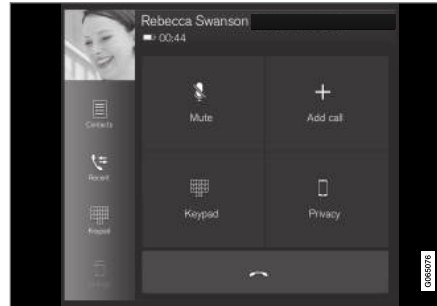 Rebecca Swanson
00:44
Mute
Add call
Contacts
Recent
Keypad
Keypad
Privacy
G065076